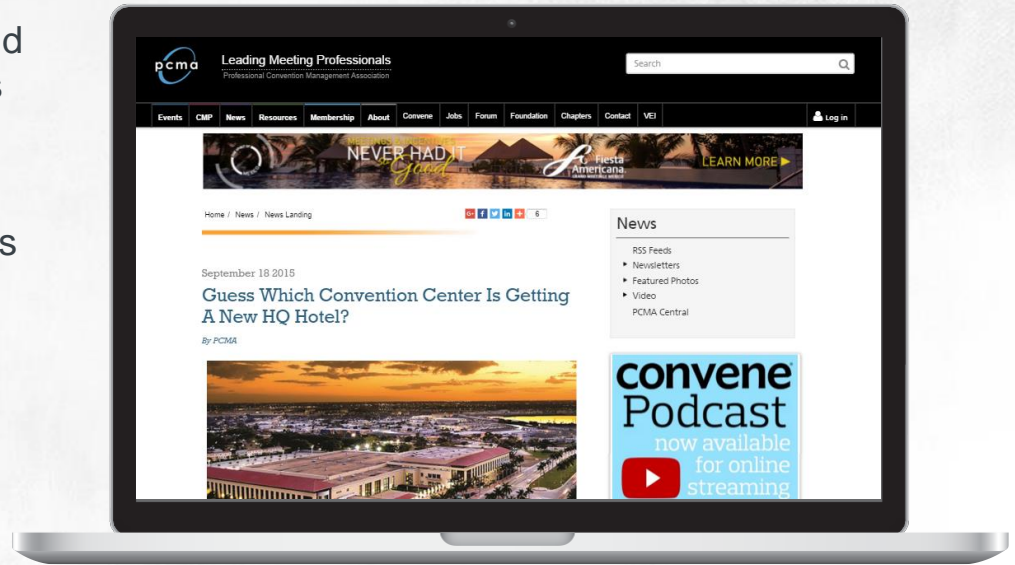 d
s
s
pcma
Leading Meeting Professionals
Professional Convention Management Association
Search
Events CMP News Resources Membership About Convene Jobs Forum Foundation Chapters Contact VEI
Log in
NEVER HAD IT
So Good
Fiesta
Americana.
LEARN MORE
Home / News / News Landing
G+ f in + 6
September 18 2015
Guess Which Convention Center Is Getting
A New HQ Hotel?
By PCMA
News
RSS Feeds
Newsletters
Featured Photos
Video
PCMA Central
convene
Podcast
now available
for online
streaming